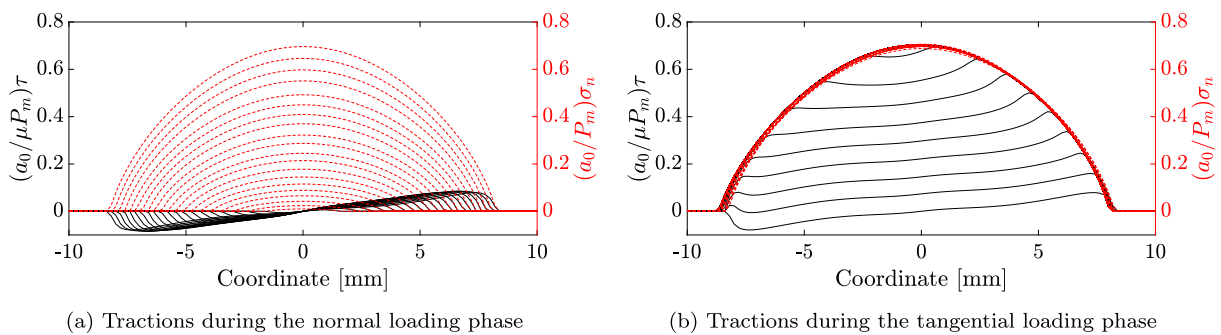 0.8
0.6
0.4
0.2
0
(a₀/μPₘ)τ
0.8
0.6
0.4
0.2
0
(a₀/Pₘ)σₙ
-10 -5 0 5 10
Coordinate [mm]
(a) Tractions during the normal loading phase
0.8
0.6
0.4
0.2
0
(a₀/μPₘ)τ
0.8
0.6
0.4
0.2
0
(a₀/Pₘ)σₙ
-10 -5 0 5 10
Coordinate [mm]
(b) Tractions during the tangential loading phase